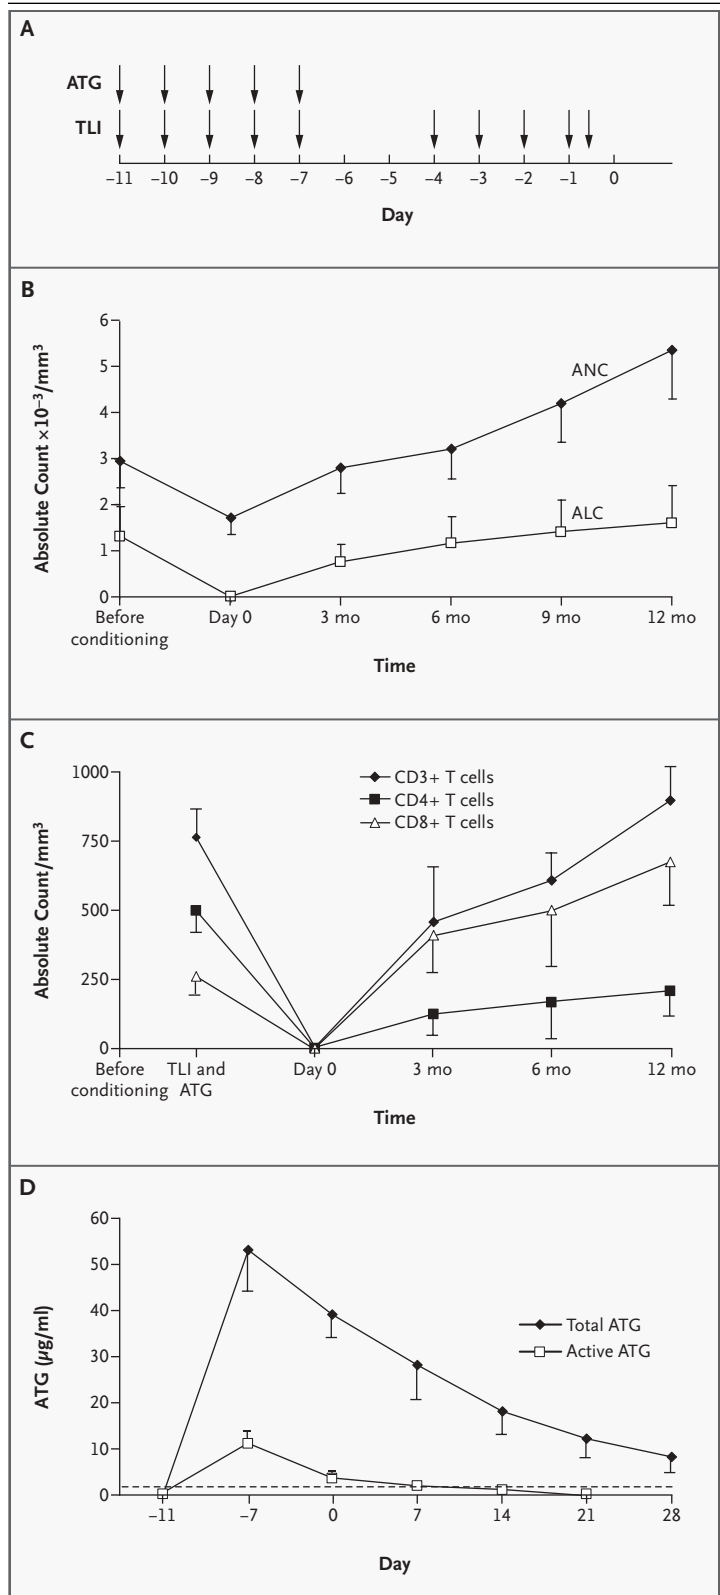 A
ATG
TLI
–11 –10 –9 –8 –7 –6 –5 –4 –3 –2 –1 0
Day
B
Absolute Count ×10⁻³/mm³
6
5
4
3
2
1
0
ANC
ALC
Before conditioning
Day 0
3 mo
6 mo
9 mo
12 mo
Time
C
Absolute Count/mm³
1000
750
500
250
0
CD3+ T cells
CD4+ T cells
CD8+ T cells
Before conditioning
TLI and ATG
Day 0
3 mo
6 mo
12 mo
Time
D
ATG (µg/ml)
60
50
40
30
20
10
0
Total ATG
Active ATG
–11 –7 0 7 14 21 28
Day